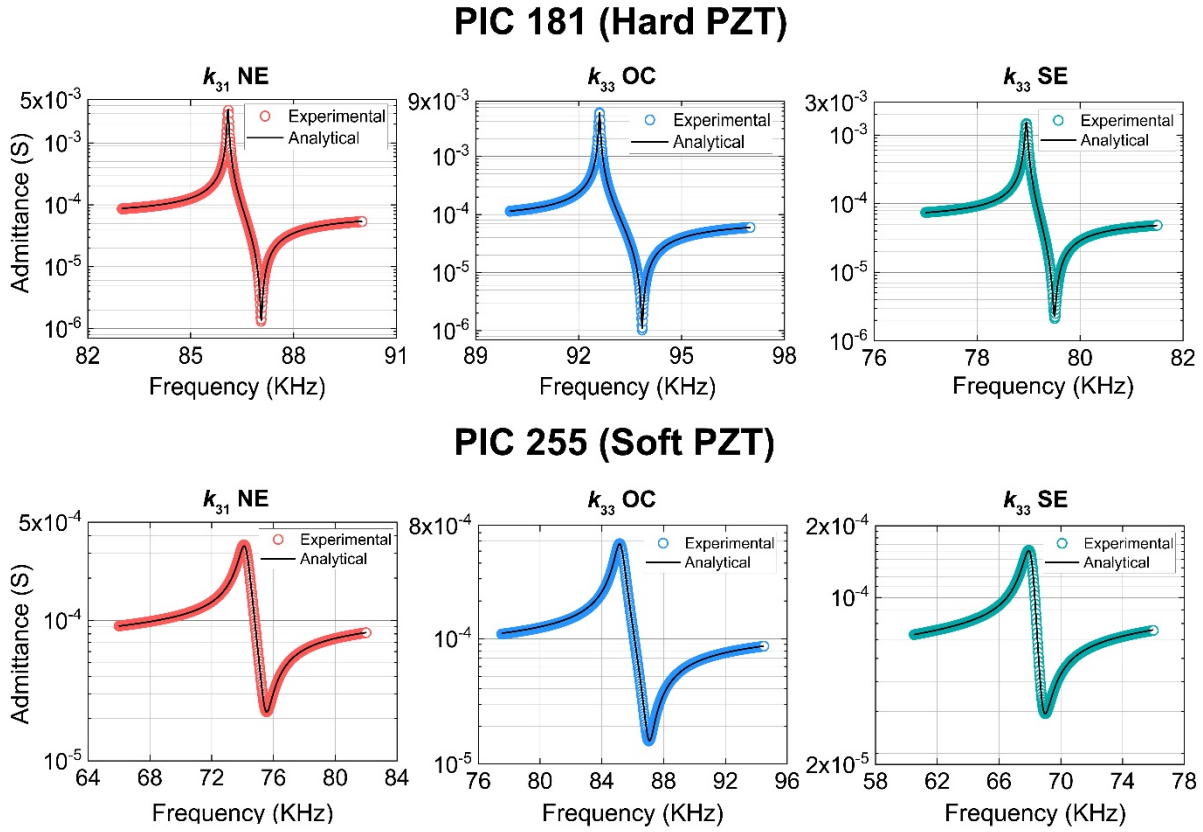 PIC 181 (Hard PZT)
k31 NE
k33 OC
k33 SE
5x10-3
10-3
10-4
10-5
10-6
Admittance (S)
Experimental
Analytical
82 85 88 91
Frequency (KHz)
9x10-3
10-3
10-4
10-5
10-6
Experimental
Analytical
89 92 95 98
Frequency (KHz)
3x10-3
10-3
10-4
10-5
10-6
Experimental
Analytical
76 78 80 82
Frequency (KHz)
PIC 255 (Soft PZT)
k31 NE
k33 OC
k33 SE
5x10-4
10-4
10-5
Admittance (S)
Experimental
Analytical
64 68 72 76 80 84
Frequency (KHz)
8x10-4
10-4
10-5
Experimental
Analytical
76 80 84 88 92 96
Frequency (KHz)
2x10-4
10-4
2x10-5
Experimental
Analytical
58 62 66 70 74 78
Frequency (KHz)